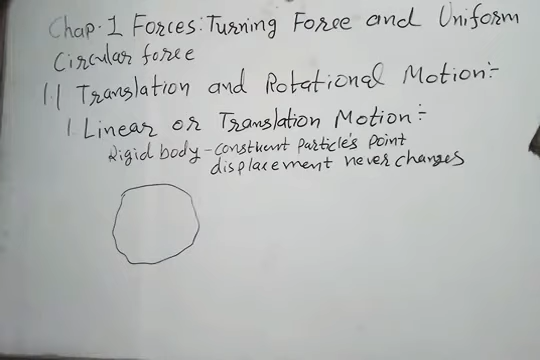 Chap. 1 Forces: Turning Force and Uniform
Circular force
1.1 Translation and Rotational Motion:-
1. Linear or Translation Motion:-
Rigid body - constituent particle's point
displacement never changes